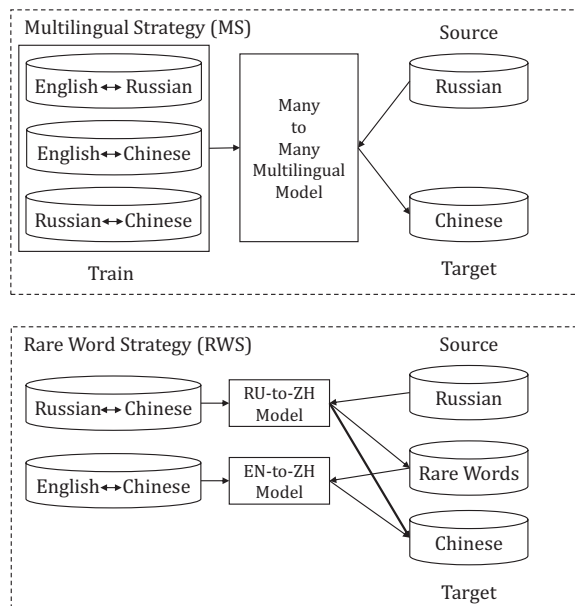 Multilingual Strategy (MS)
Source
English↔Russian
English↔Chinese
Russian↔Chinese
Train
Many
to
Many
Multilingual
Model
Russian
Chinese
Target
Rare Word Strategy (RWS)
Source
Russian↔Chinese
RU-to-ZH
Model
Russian
English↔Chinese
EN-to-ZH
Model
Rare Words
Chinese
Target